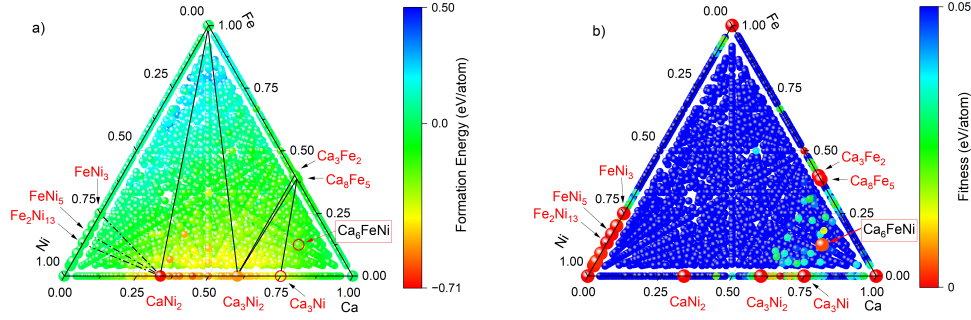 a)
0.00
Fe
1.00
0.25
0.75
0.50
0.50
FeNi3
0.75
FeNi5
Fe2Ni13
Ni
1.00
0.25
Ca3Fe2
Ca8Fe5
Ca6FeNi
0.00
0.00
0.25
0.50
0.75
1.00
CaNi2
Ca3Ni2
Ca3Ni
Ca
0.50
0.0
−0.71
Formation Energy (eV/atom)
b)
0.00
Fe
1.00
0.25
0.75
0.50
0.50
FeNi3
0.75
FeNi5
Fe2Ni13
Ni
1.00
0.25
Ca3Fe2
Ca8Fe5
Ca6FeNi
0.00
0.00
0.25
0.50
0.75
1.00
CaNi2
Ca3Ni2
Ca3Ni
Ca
0.05
0
Fitness (eV/atom)